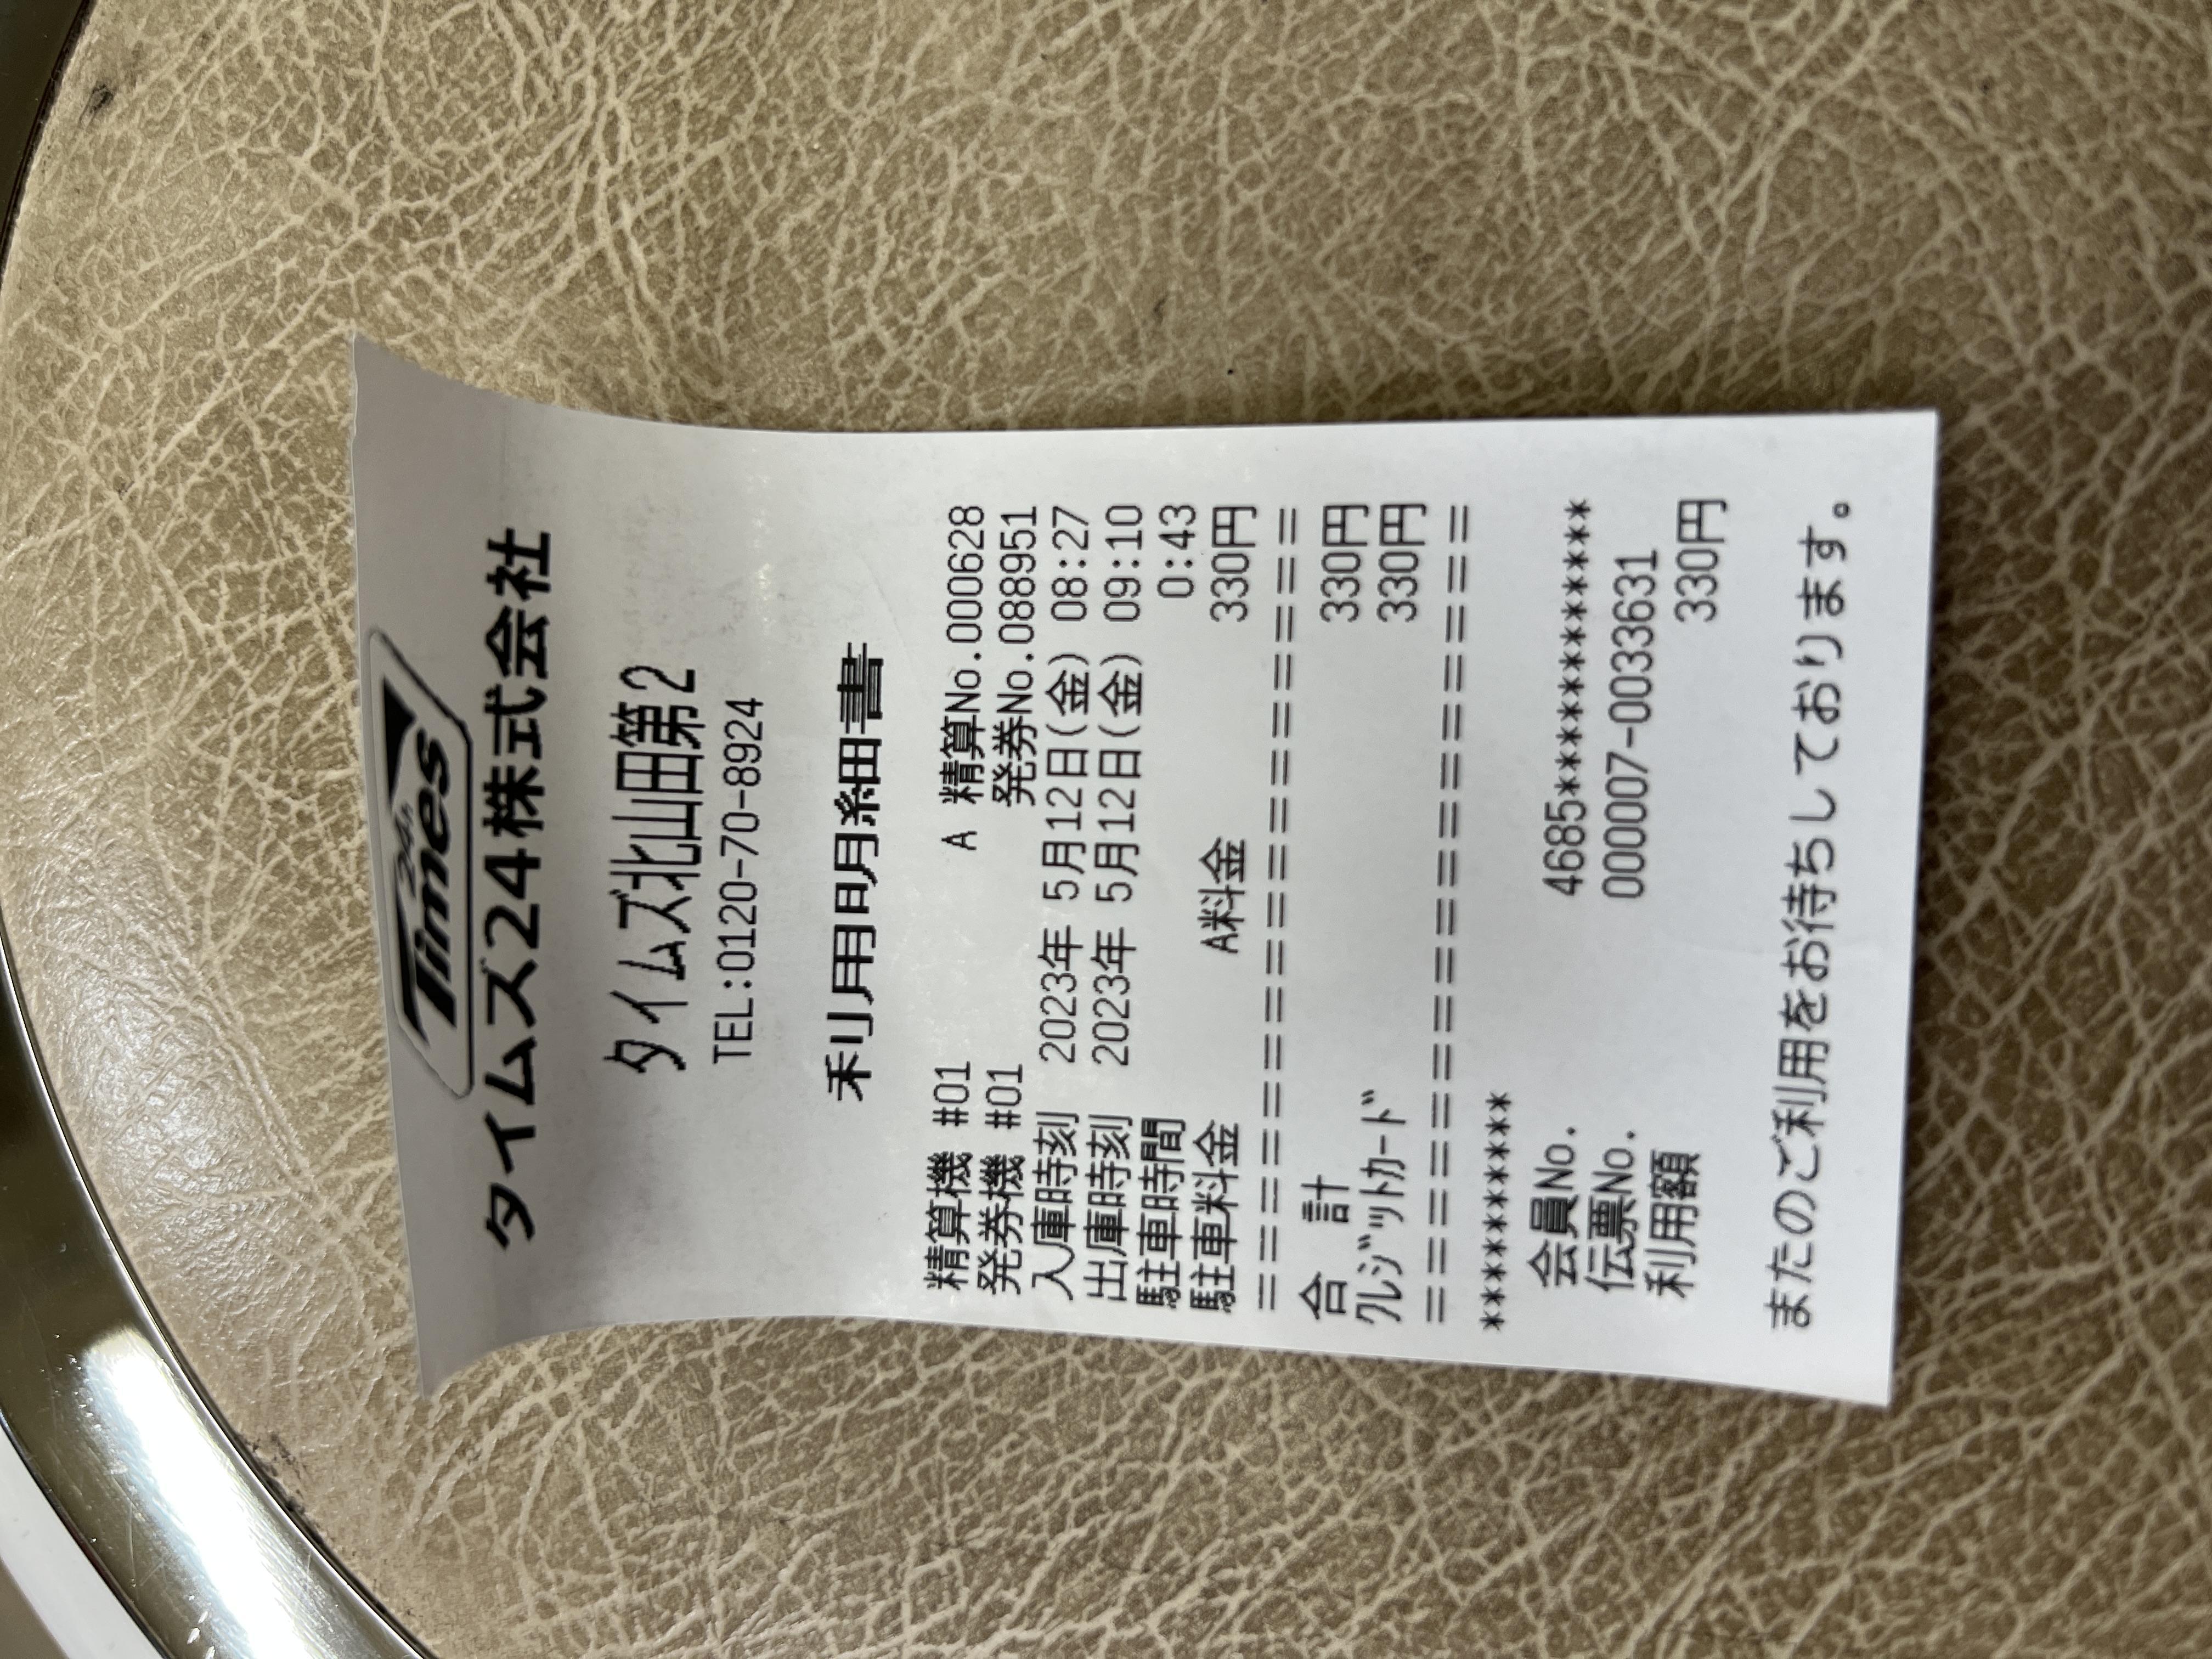 24h
Times
タイムズ24株式会社
タイムズ北山田第2
TEL:0120-70-8924
利用明細書
精算機 #01 A 精算No.000628
発券機 #01 発券No.088951
入庫時刻 2023年 5月12日(金) 08:27
出庫時刻 2023年 5月12日(金) 09:10
駐車時間 0:43
駐車料金 A料金 330円
==============================
合 計 330円
ｸﾚｼﾞｯﾄｶｰﾄﾞ 330円
==============================
**********
会員No. 4685************
伝票No. 000007-0033631
利用額 330円
またのご利用をお待ちしております。